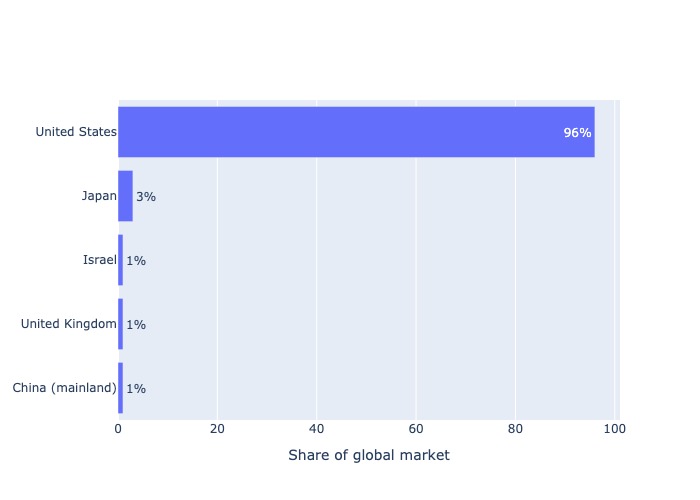 United States 96%
Japan 3%
Israel 1%
United Kingdom 1%
China (mainland) 1%
0 20 40 60 80 100
Share of global market